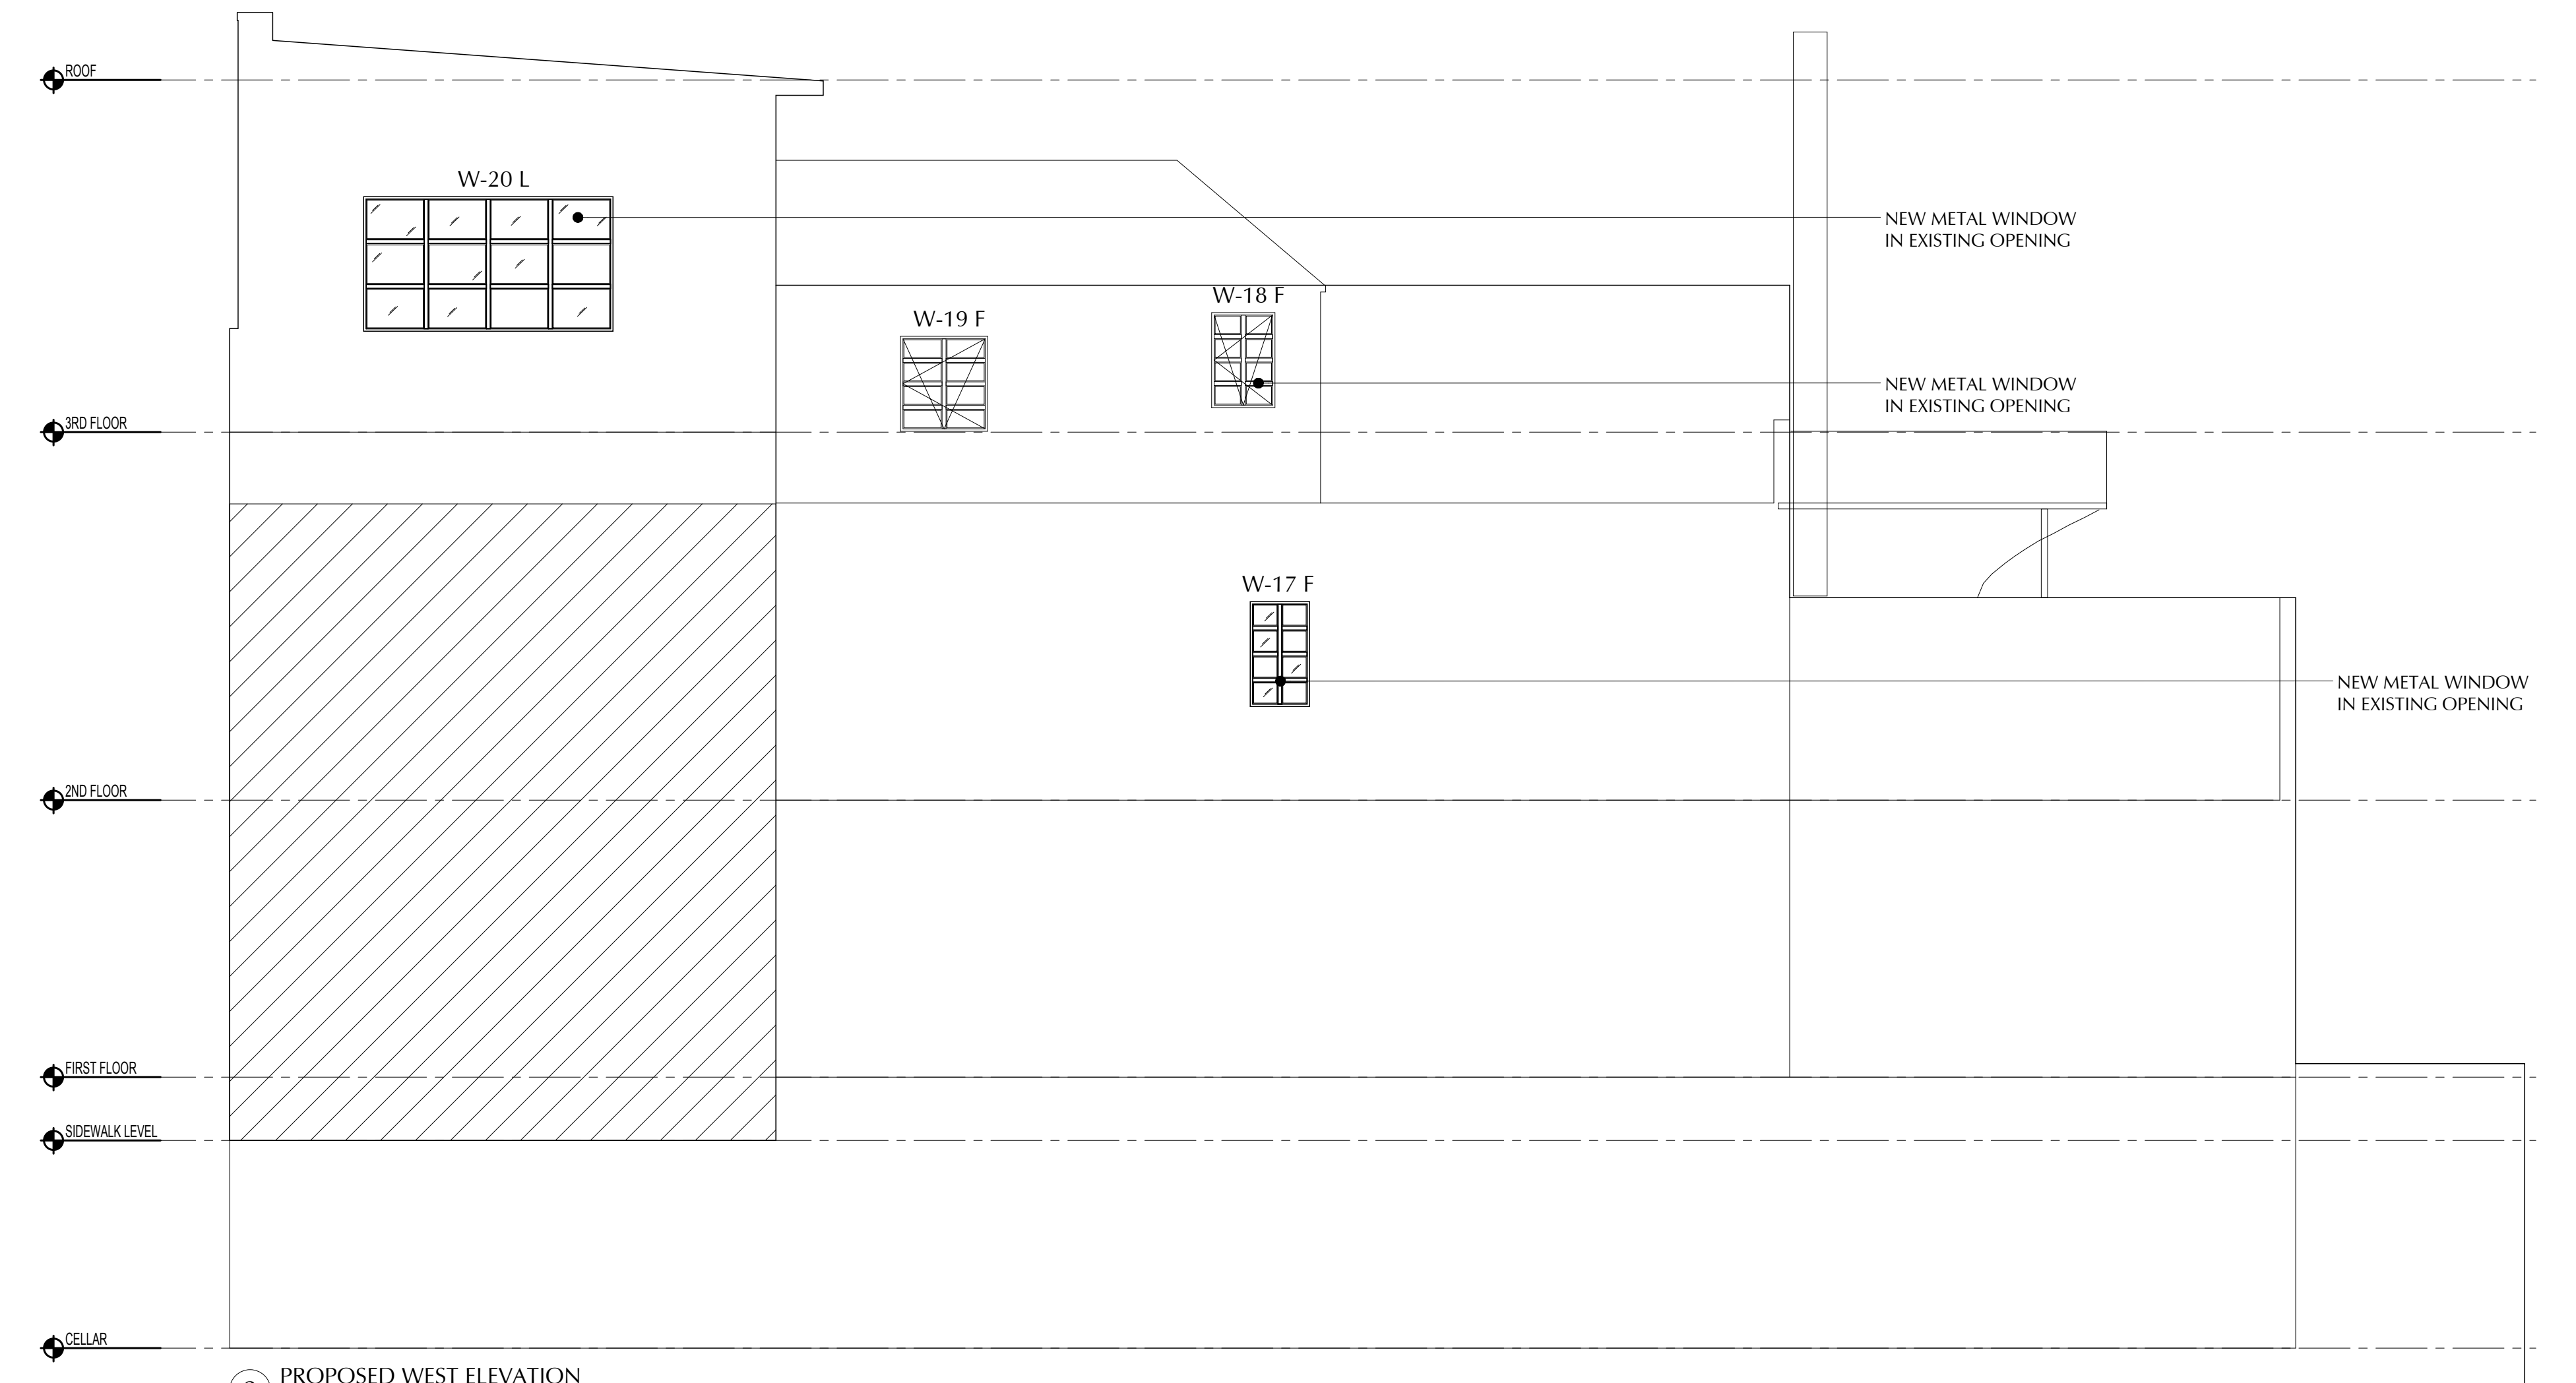 ROOF
W-20 L
NEW METAL WINDOW
IN EXISTING OPENING
W-18 F
W-19 F
NEW METAL WINDOW
IN EXISTING OPENING
3RD FLOOR
W-17 F
NEW METAL WINDOW
IN EXISTING OPENING
2ND FLOOR
FIRST FLOOR
SIDEWALK LEVEL
CELLAR
PROPOSED WEST ELEVATION